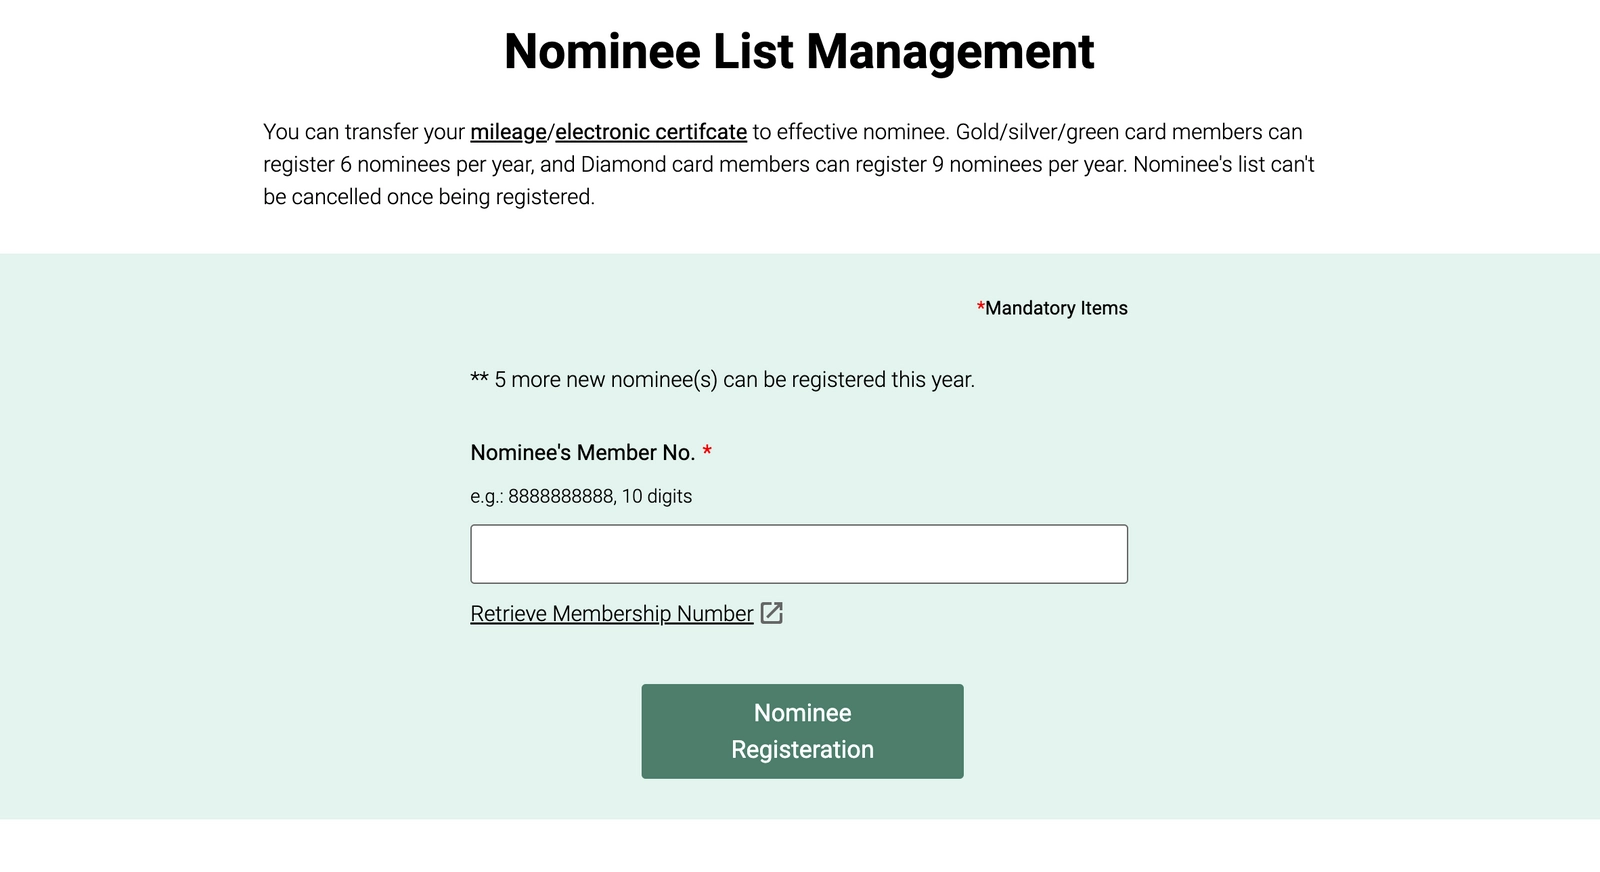 Nominee List Management
You can transfer your mileage/electronic certifcate to effective nominee. Gold/silver/green card members can
register 6 nominees per year, and Diamond card members can register 9 nominees per year. Nominee's list can't
be cancelled once being registered.
*Mandatory Items
** 5 more new nominee(s) can be registered this year.
Nominee's Member No. *
e.g.: 8888888888, 10 digits
Retrieve Membership Number
Nominee
Registeration